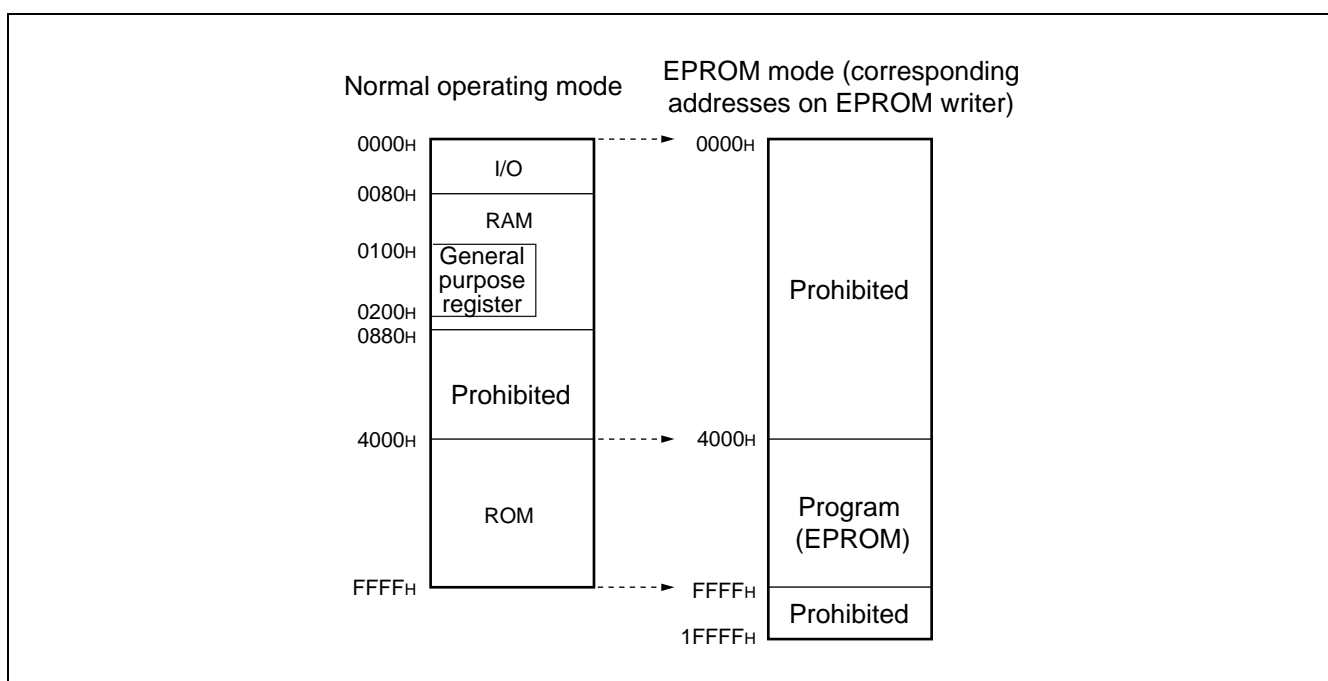 Normal operating mode
EPROM mode (corresponding
addresses on EPROM writer)
0000H
I/O
0080H
RAM
0100H
General
purpose
register
0200H
0880H
Prohibited
4000H
ROM
FFFFH
0000H
Prohibited
4000H
Program
(EPROM)
FFFFH
Prohibited
1FFFFH